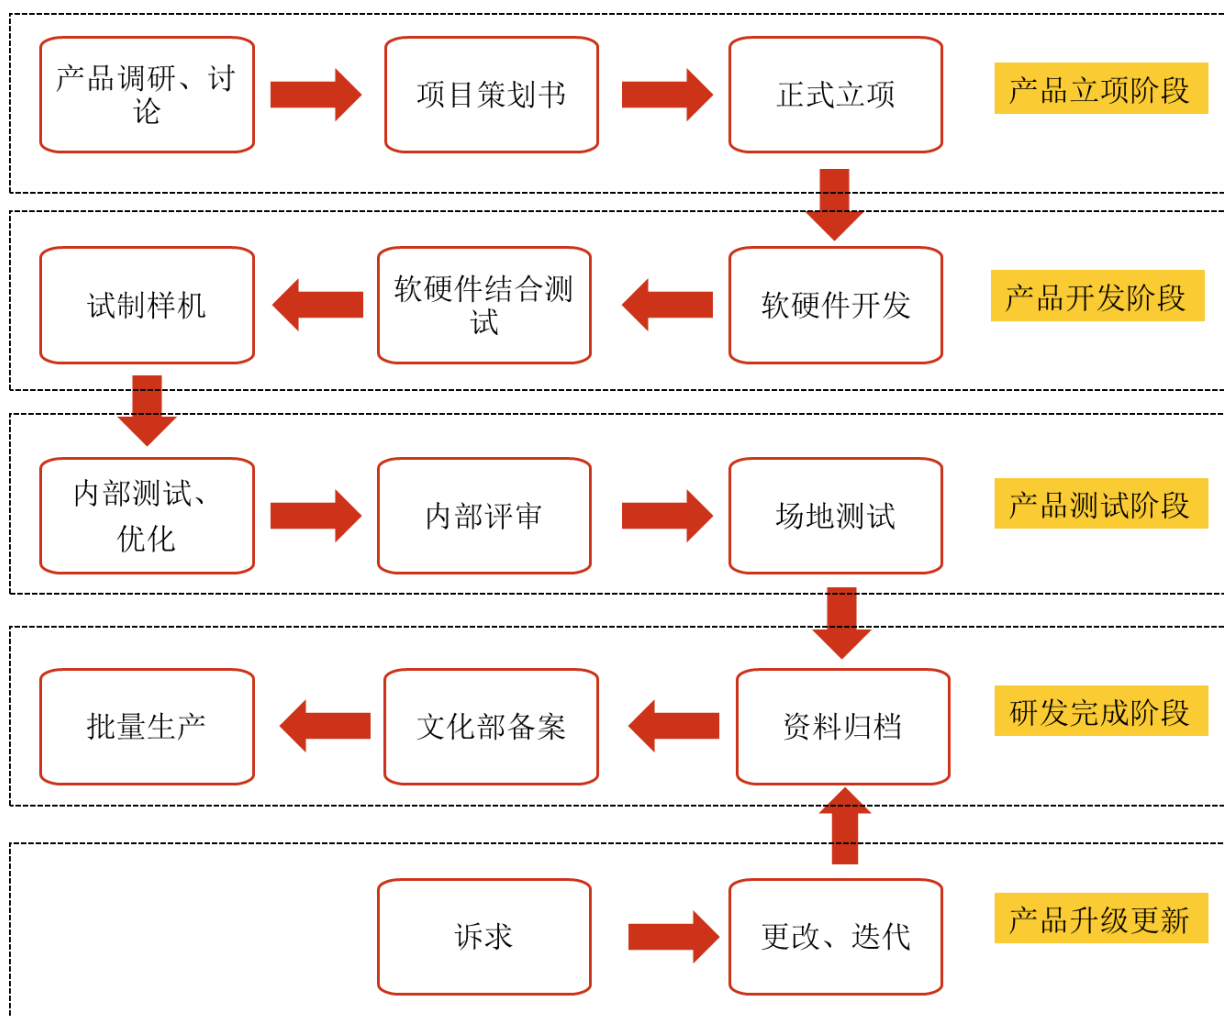 产品调研、讨
论
项目策划书
正式立项
产品立项阶段
试制样机
软硬件结合测
试
软硬件开发
产品开发阶段
内部测试、
优化
内部评审
场地测试
产品测试阶段
批量生产
文化部备案
资料归档
研发完成阶段
诉求
更改、迭代
产品升级更新